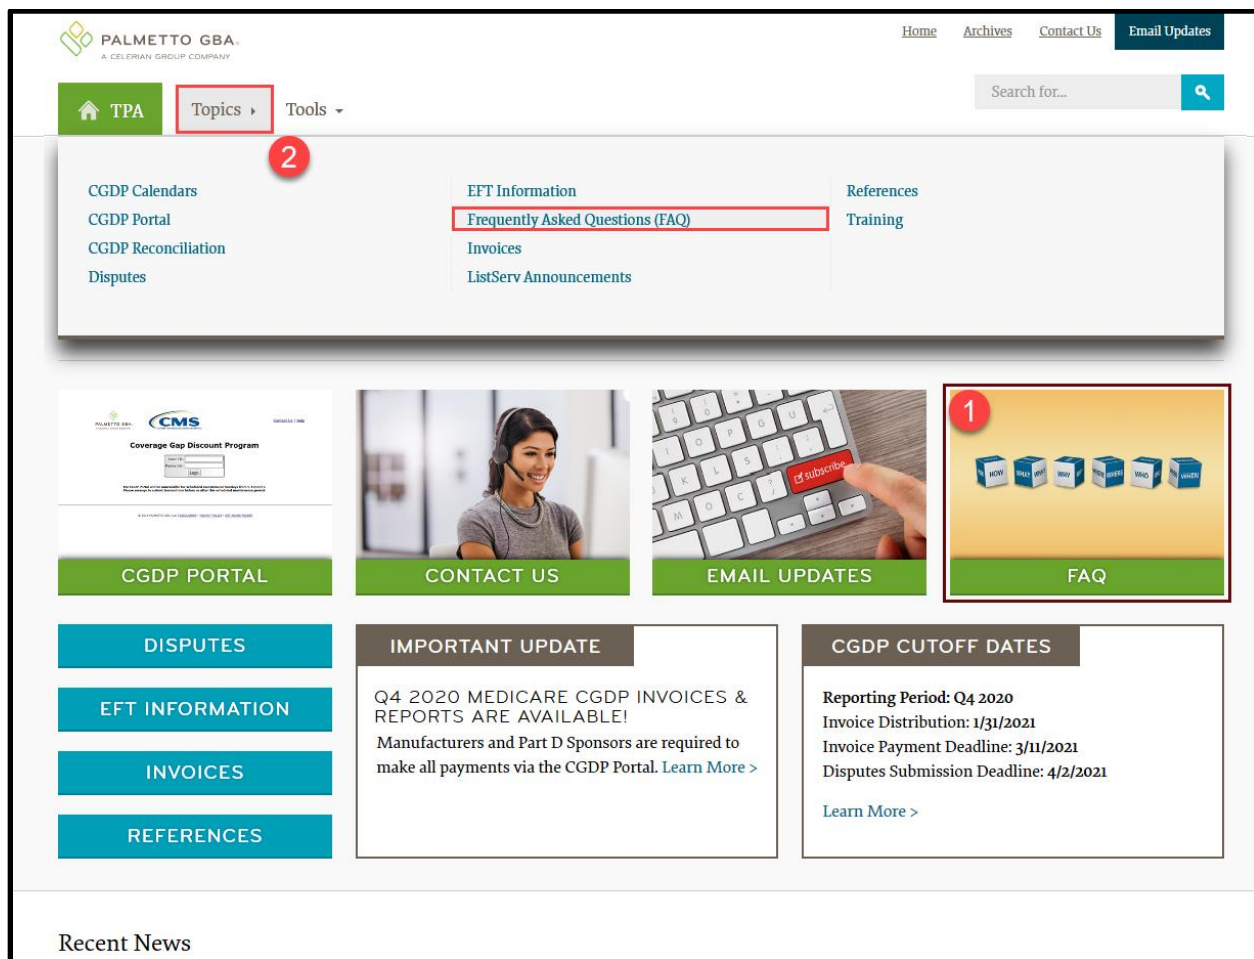 PALMETTO GBA.
A CELERIAN GROUP COMPANY
Home Archives Contact Us Email Updates
TPA Topics Tools
Search for...
2
CGDP Calendars
CGDP Portal
CGDP Reconciliation
Disputes
EFT Information
Frequently Asked Questions (FAQ)
Invoices
ListServ Announcements
References
Training
PALMETTO GBA
CMS
Coverage Gap Discount Program
Login
CGDP PORTAL
CONTACT US
subscribe
EMAIL UPDATES
1
HOW WHAT WHY WHERE WHO WHEN
FAQ
DISPUTES
EFT INFORMATION
INVOICES
REFERENCES
IMPORTANT UPDATE
Q4 2020 MEDICARE CGDP INVOICES &
REPORTS ARE AVAILABLE!
Manufacturers and Part D Sponsors are required to
make all payments via the CGDP Portal. Learn More >
CGDP CUTOFF DATES
Reporting Period: Q4 2020
Invoice Distribution: 1/31/2021
Invoice Payment Deadline: 3/11/2021
Disputes Submission Deadline: 4/2/2021
Learn More >
Recent News